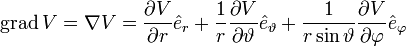 grad V = ∇V = ∂V/∂r ê_r + 1/r ∂V/∂ϑ ê_ϑ + 1/(r sin ϑ) ∂V/∂φ ê_φ